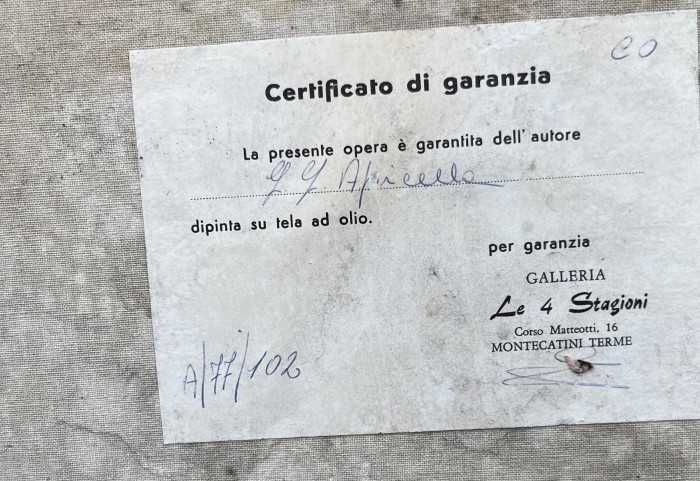 CO
Certificato di garanzia
La presente opera è garantita dell'autore
Apicella
dipinta su tela ad olio.
per garanzia
GALLERIA
Le 4 Stagioni
Corso Matteotti, 16
MONTECATINI TERME
A/77/102